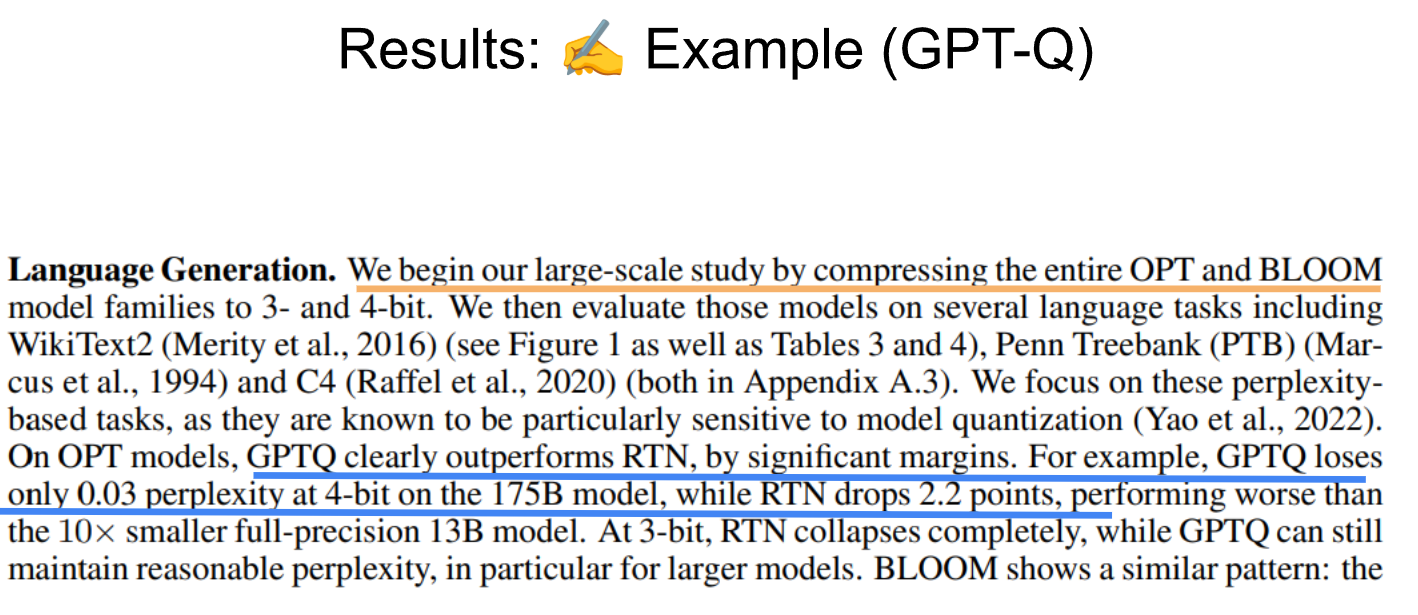 Results: ✍️ Example (GPT-Q)
Language Generation. We begin our large-scale study by compressing the entire OPT and BLOOM
model families to 3- and 4-bit. We then evaluate those models on several language tasks including
WikiText2 (Merity et al., 2016) (see Figure 1 as well as Tables 3 and 4), Penn Treebank (PTB) (Mar-
cus et al., 1994) and C4 (Raffel et al., 2020) (both in Appendix A.3). We focus on these perplexity-
based tasks, as they are known to be particularly sensitive to model quantization (Yao et al., 2022).
On OPT models, GPTQ clearly outperforms RTN, by significant margins. For example, GPTQ loses
only 0.03 perplexity at 4-bit on the 175B model, while RTN drops 2.2 points, performing worse than
the 10× smaller full-precision 13B model. At 3-bit, RTN collapses completely, while GPTQ can still
maintain reasonable perplexity, in particular for larger models. BLOOM shows a similar pattern: the